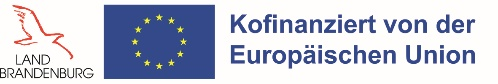 LAND
BRANDENBURG
Kofinanziert von der
Europäischen Union